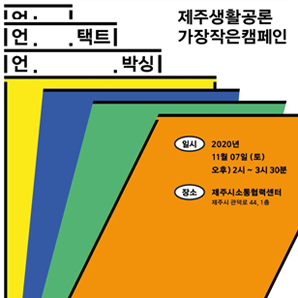 언.
언. 택트
언. 박싱
제주생활공론
가장작은캠페인
일시 2020년
11월 07일 (토)
오후) 2시 ~ 3시 30분
장소 제주시소통협력센터
제주시 관덕로 44, 1층